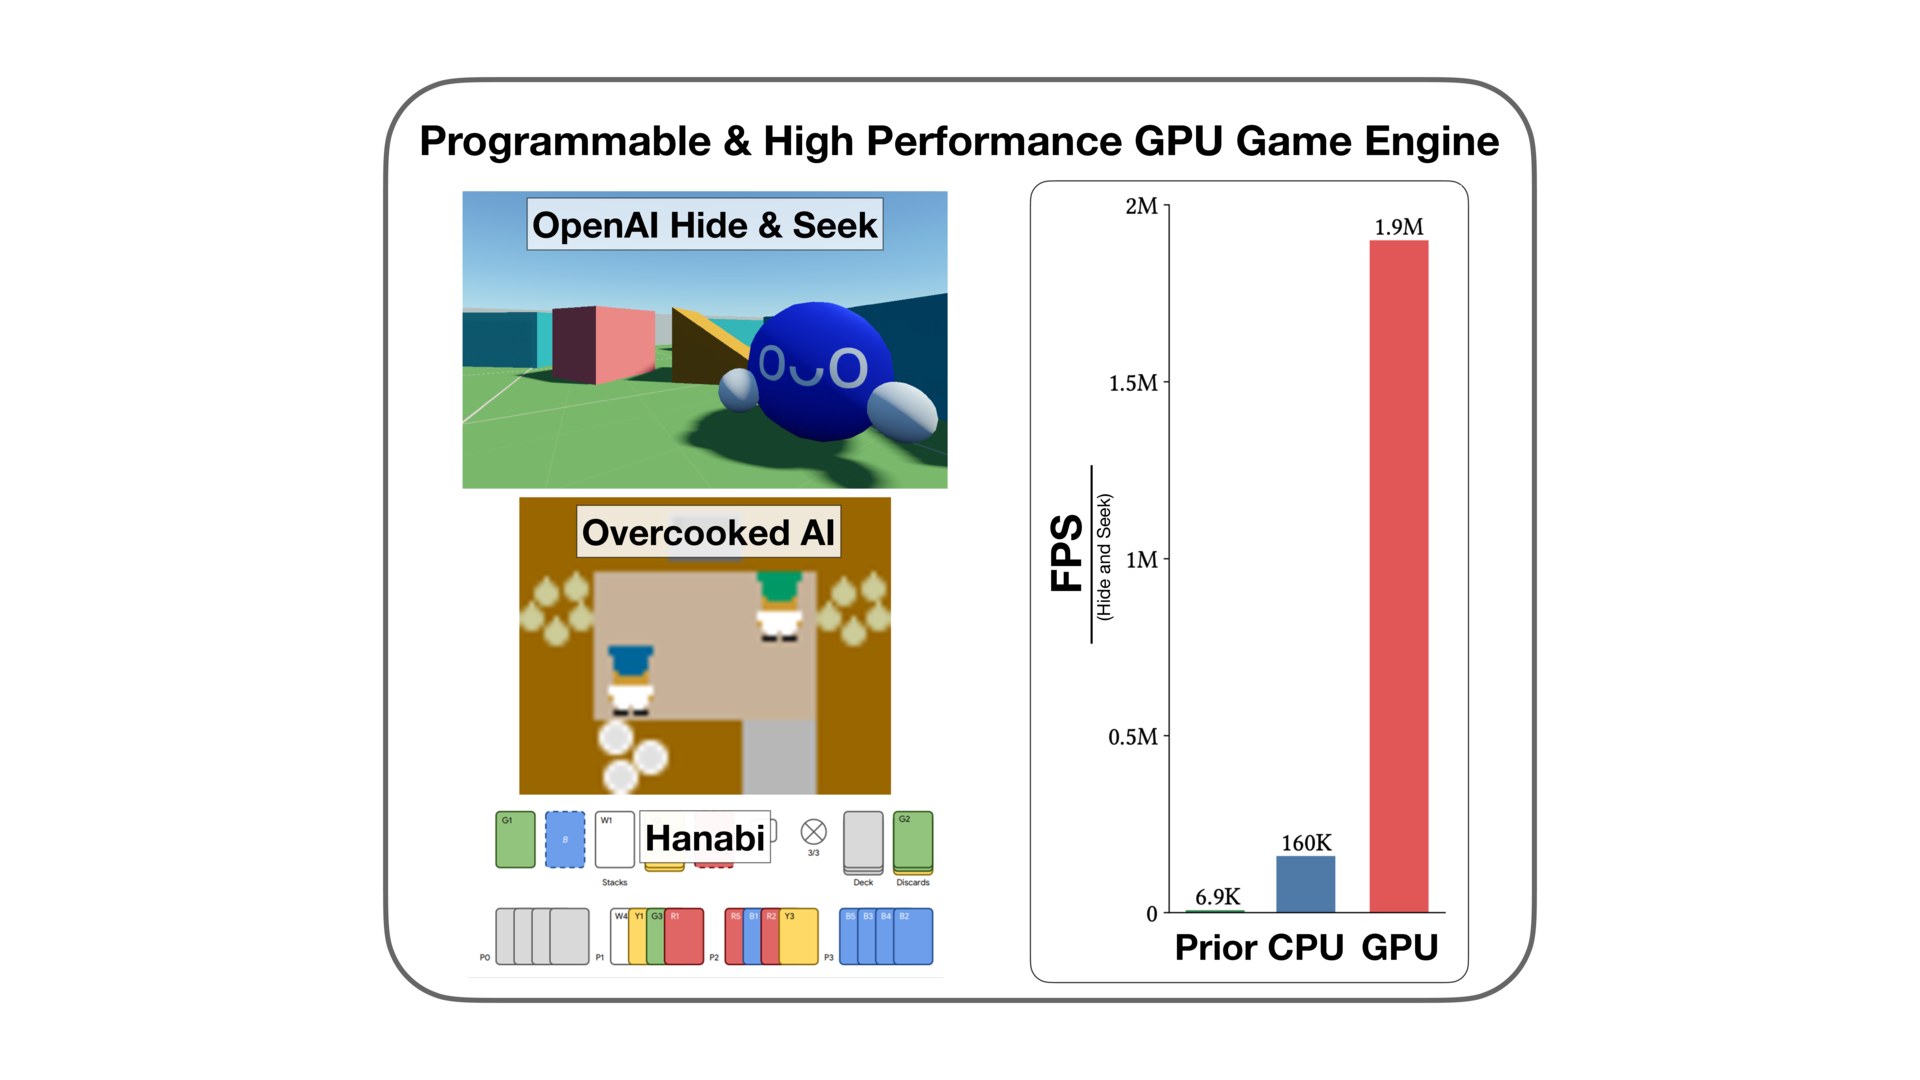 Programmable & High Performance GPU Game Engine
OpenAI Hide & Seek
OUO
Overcooked AI
Hanabi
G1
B
W1
3/3
G2
Stacks
Deck
Discards
P0
P1
W4 Y1 G3 R1
P2
R5 B1 R2 Y3
P3
B5 B3 B4 B2
FPS
(Hide and Seek)
2M
1.5M
1M
0.5M
0
6.9K
160K
1.9M
Prior CPU GPU